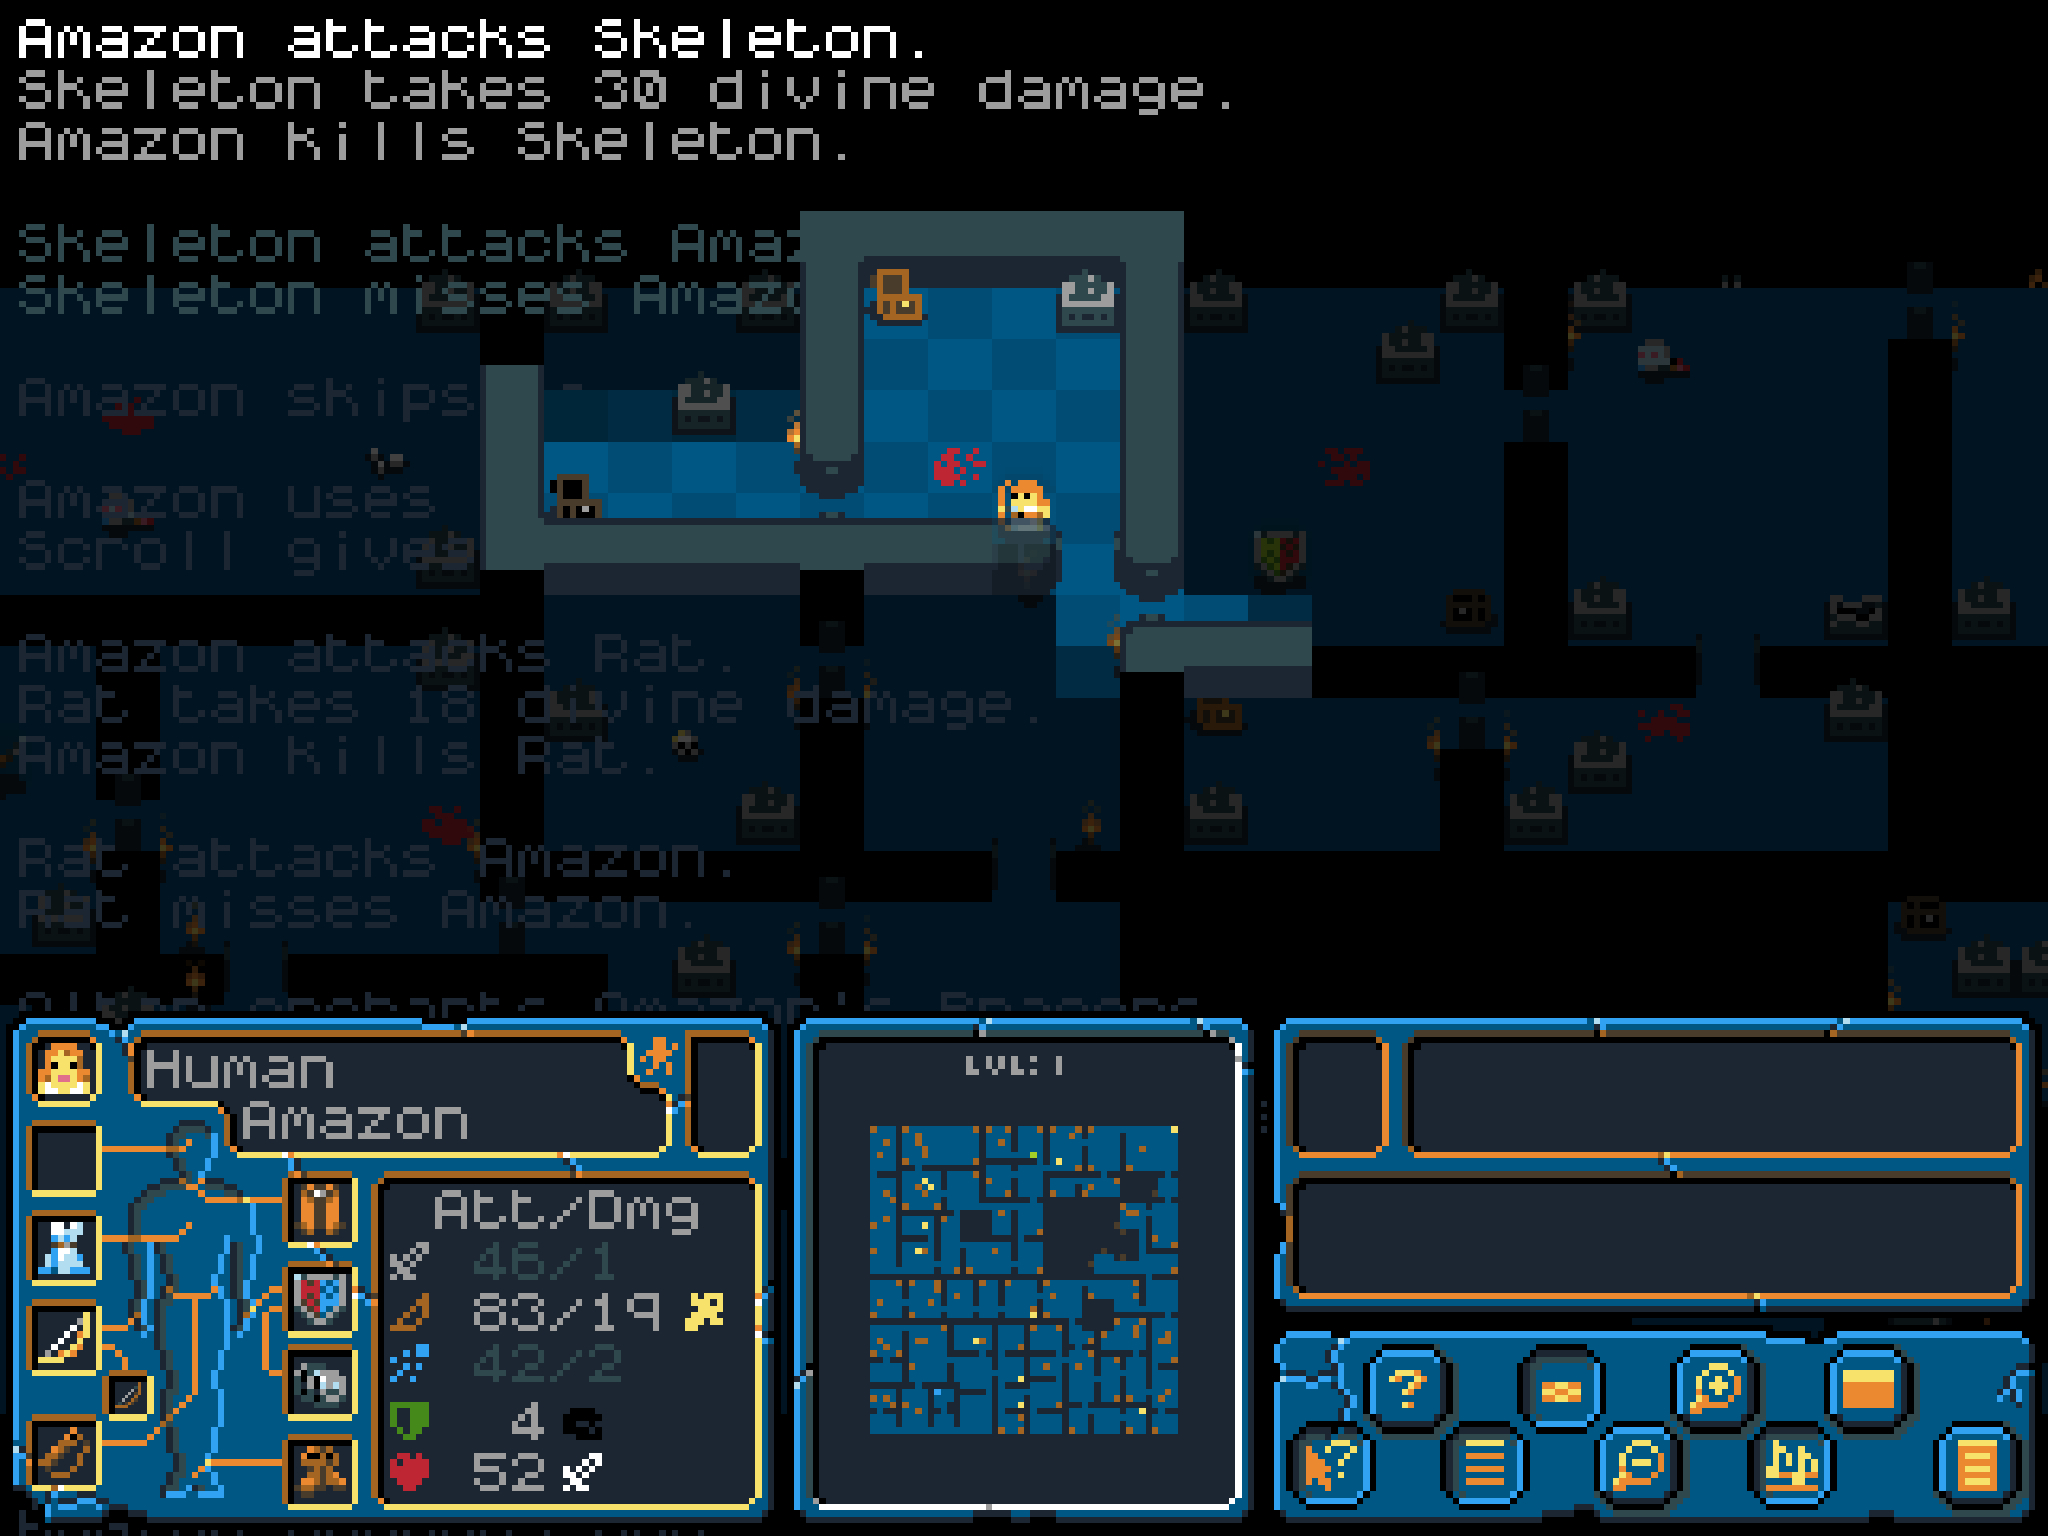 Amazon attacks Skeleton.
Skeleton takes 30 divine damage.
Amazon kills Skeleton.
Skeleton attacks Amaz
Skeleton misses Amazo
Amazon skips
Amazon uses
Scroll gives
Amazon attacks Rat.
Rat takes 18 divine damage.
Amazon kills Rat.
Rat attacks Amazon.
Rat misses Amazon.
Human
Amazon
Att/Dmg
46/1
83/19
42/2
4
52
LVL:1
?
?